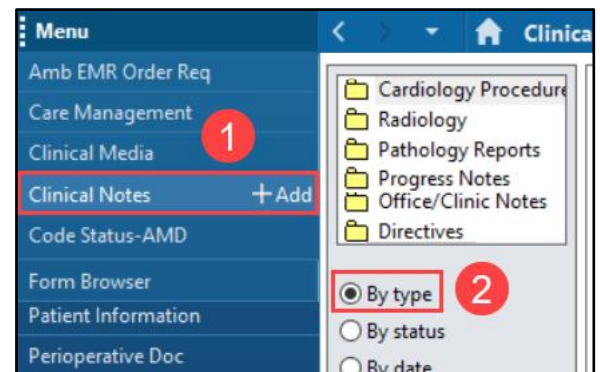 Menu
Amb EMR Order Req
Care Management
1
Clinical Media
Clinical Notes + Add
Code Status-AMD
Form Browser
Patient Information
Perioperative Doc
Clinica
Cardiology Procedure
Radiology
Pathology Reports
Progress Notes
Office/Clinic Notes
Directives
By type
2
By status
By date